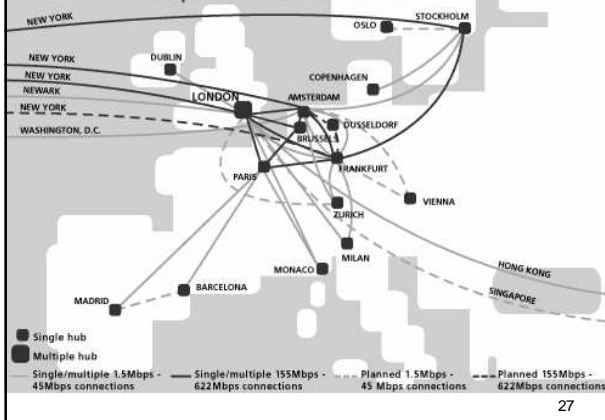 NEW YORK
STOCKHOLM
OSLO
DUBLIN
NEW YORK
COPENHAGEN
NEW YORK
LONDON
AMSTERDAM
NEWARK
NEW YORK
DUSSELDORF
WASHINGTON, D.C.
BRUSSELS
PARIS
FRANKFURT
VIENNA
ZURICH
MILAN
MONACO
HONG KONG
BARCELONA
SINGAPORE
MADRID
Single hub
Multiple hub
Single/multiple 1.5Mbps - Single/multiple 155Mbps - Planned 1.5Mbps - Planned 155Mbps -
45Mbps connections 622Mbps connections 45 Mbps connections 622Mbps connections
27